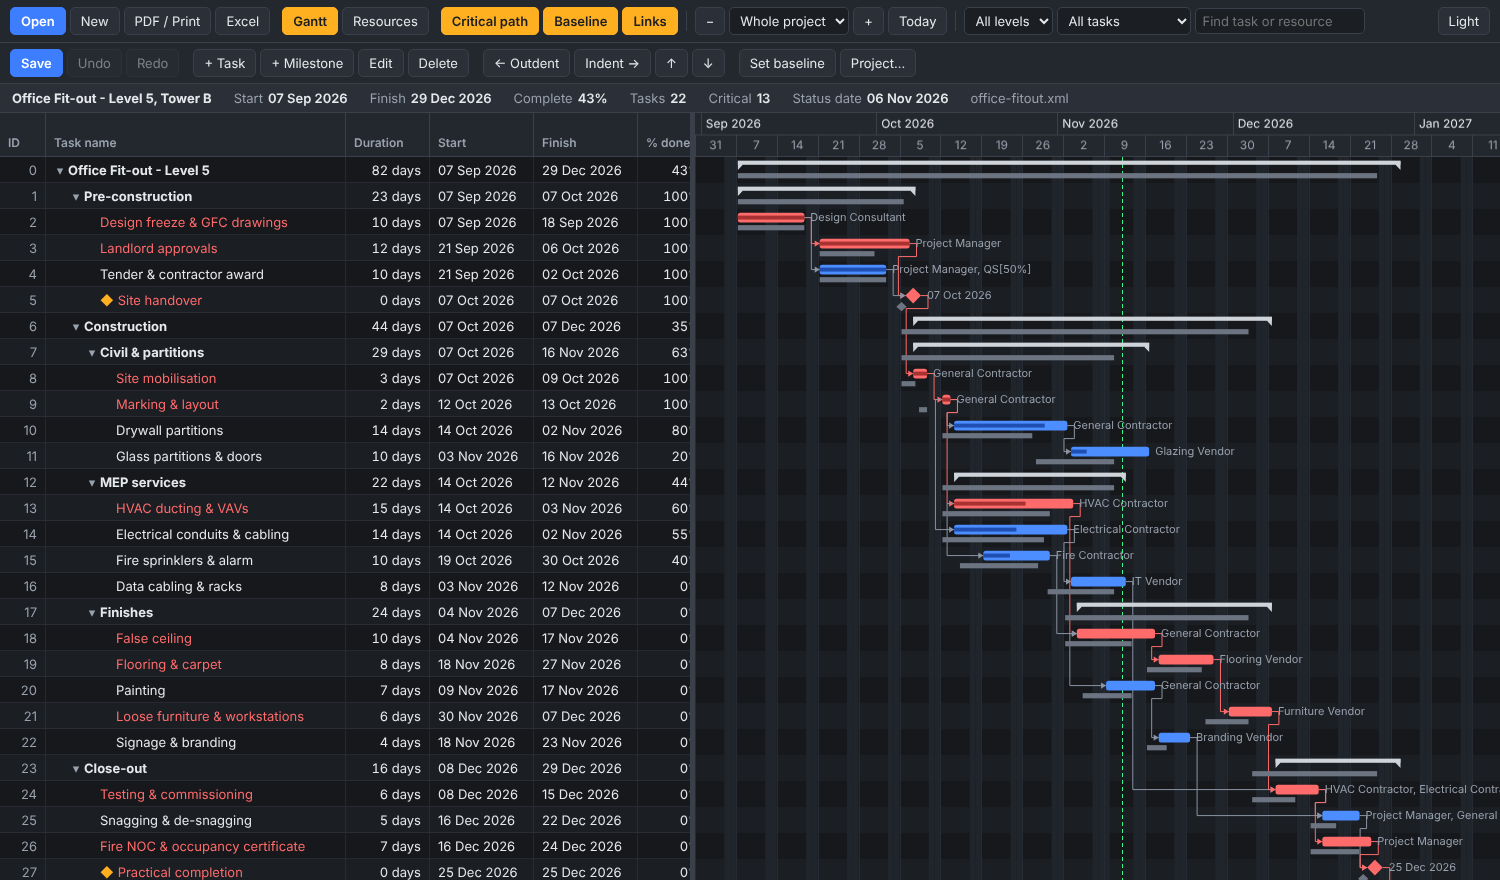 Open New PDF / Print Excel Gantt Resources Critical path Baseline Links − Whole project + Today All levels All tasks Find task or resource Light
Save Undo Redo + Task + Milestone Edit Delete ← Outdent Indent → ↑ ↓ Set baseline Project...
Office Fit-out - Level 5, Tower B Start 07 Sep 2026 Finish 29 Dec 2026 Complete 43% Tasks 22 Critical 13 Status date 06 Nov 2026 office-fitout.xml
Sep 2026 Oct 2026 Nov 2026 Dec 2026 Jan 2027
ID Task name Duration Start Finish % done 31 7 14 21 28 5 12 19 26 2 9 16 23 30 7 14 21 28 4 11
0 ▾ Office Fit-out - Level 5 82 days 07 Sep 2026 29 Dec 2026 43
1 ▾ Pre-construction 23 days 07 Sep 2026 07 Oct 2026 100
2 Design freeze & GFC drawings 10 days 07 Sep 2026 18 Sep 2026 100 Design Consultant
3 Landlord approvals 12 days 21 Sep 2026 06 Oct 2026 100 Project Manager
4 Tender & contractor award 10 days 21 Sep 2026 02 Oct 2026 100 Project Manager, QS[50%]
5 Site handover 0 days 07 Oct 2026 07 Oct 2026 100 07 Oct 2026
6 ▾ Construction 44 days 07 Oct 2026 07 Dec 2026 35
7 ▾ Civil & partitions 29 days 07 Oct 2026 16 Nov 2026 63
8 Site mobilisation 3 days 07 Oct 2026 09 Oct 2026 100 General Contractor
9 Marking & layout 2 days 12 Oct 2026 13 Oct 2026 100 General Contractor
10 Drywall partitions 14 days 14 Oct 2026 02 Nov 2026 80 General Contractor
11 Glass partitions & doors 10 days 03 Nov 2026 16 Nov 2026 20 Glazing Vendor
12 ▾ MEP services 22 days 14 Oct 2026 12 Nov 2026 44
13 HVAC ducting & VAVs 15 days 14 Oct 2026 03 Nov 2026 60 HVAC Contractor
14 Electrical conduits & cabling 14 days 14 Oct 2026 02 Nov 2026 55 Electrical Contractor
15 Fire sprinklers & alarm 10 days 19 Oct 2026 30 Oct 2026 40 Fire Contractor
16 Data cabling & racks 8 days 03 Nov 2026 12 Nov 2026 0 IT Vendor
17 ▾ Finishes 24 days 04 Nov 2026 07 Dec 2026 0
18 False ceiling 10 days 04 Nov 2026 17 Nov 2026 0 General Contractor
19 Flooring & carpet 8 days 18 Nov 2026 27 Nov 2026 0 Flooring Vendor
20 Painting 7 days 09 Nov 2026 17 Nov 2026 0 General Contractor
21 Loose furniture & workstations 6 days 30 Nov 2026 07 Dec 2026 0 Furniture Vendor
22 Signage & branding 4 days 18 Nov 2026 23 Nov 2026 0 Branding Vendor
23 ▾ Close-out 16 days 08 Dec 2026 29 Dec 2026 0
24 Testing & commissioning 6 days 08 Dec 2026 15 Dec 2026 0 HVAC Contractor, Electrical Contr
25 Snagging & de-snagging 5 days 16 Dec 2026 22 Dec 2026 0 Project Manager, General
26 Fire NOC & occupancy certificate 7 days 16 Dec 2026 24 Dec 2026 0 Project Manager
27 Practical completion 0 days 25 Dec 2026 25 Dec 2026 0 25 Dec 2026